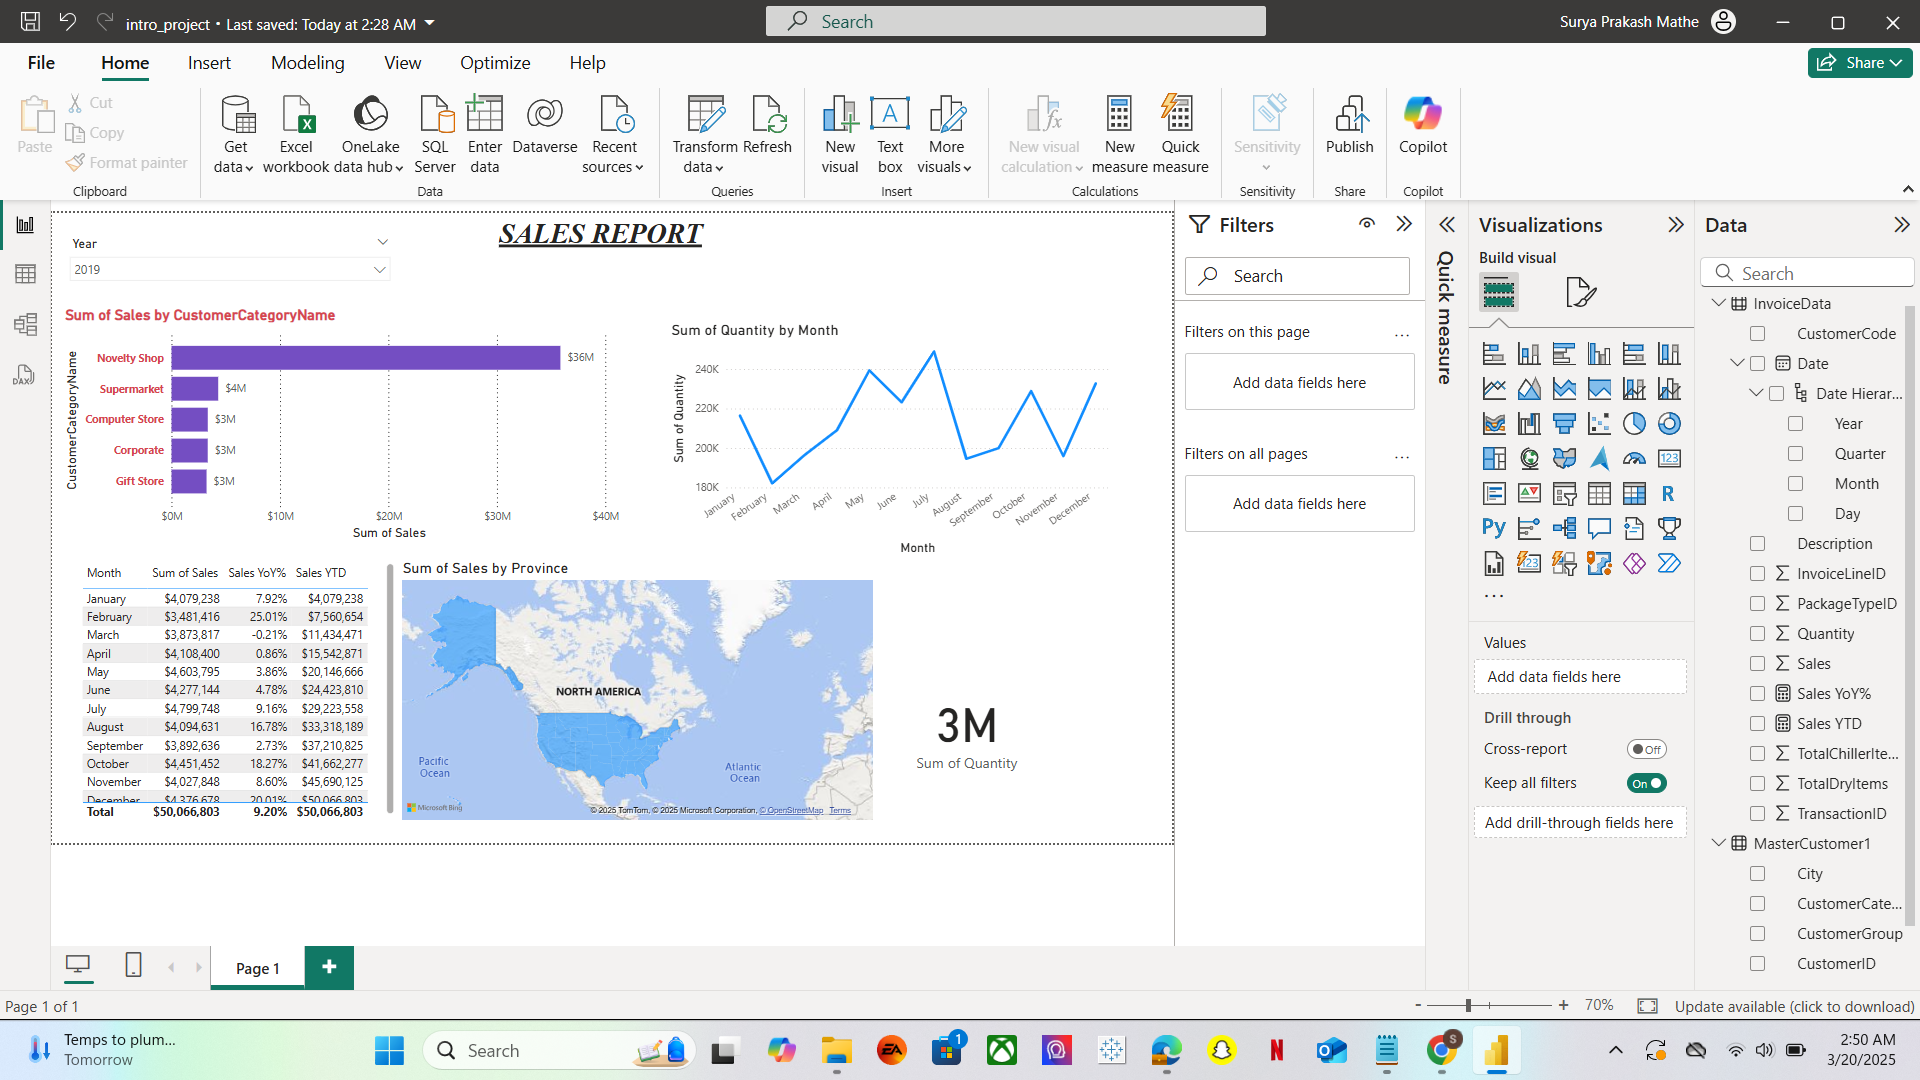 intro_project • Last saved: Today at 2:28 AM
Search
Surya Prakash Mathe
File
Home
Insert
Modeling
View
Optimize
Help
Share
Paste
Cut
Copy
Format painter
Clipboard
Get data
Excel workbook
OneLake data hub
SQL Server
Enter data
Dataverse
Recent sources
Data
Transform data
Refresh
Queries
New visual
Text box
More visuals
Insert
New visual calculation
New measure
Quick measure
Calculations
Sensitivity
Sensitivity
Publish
Share
Copilot
Copilot
SALES REPORT
Year
2019
Sum of Sales by CustomerCategoryName
CustomerCategoryName
Novelty Shop $36M
Supermarket $4M
Computer Store $3M
Corporate $3M
Gift Store $3M
$0M $10M $20M $30M $40M
Sum of Sales
Sum of Quantity by Month
Sum of Quantity
240K
220K
200K
180K
January February March April May June July August September October November December
Month
Month Sum of Sales Sales YoY% Sales YTD
January $4,079,238 7.92% $4,079,238
February $3,481,416 25.01% $7,560,654
March $3,873,817 -0.21% $11,434,471
April $4,108,400 0.86% $15,542,871
May $4,603,795 3.86% $20,146,666
June $4,277,144 4.78% $24,423,810
July $4,799,748 9.16% $29,223,558
August $4,094,631 16.78% $33,318,189
September $3,892,636 2.73% $37,210,825
October $4,451,452 18.27% $41,662,277
November $4,027,848 8.60% $45,690,125
December $4,376,678 20.01% $50,066,803
Total $50,066,803 9.20% $50,066,803
Sum of Sales by Province
NORTH AMERICA
Pacific Ocean
Atlantic Ocean
Microsoft Bing
© 2025 TomTom, © 2025 Microsoft Corporation, © OpenStreetMap Terms
3M
Sum of Quantity
Filters
Search
Filters on this page
...
Add data fields here
Filters on all pages
...
Add data fields here
Quick measure
Visualizations
Build visual
123
R
Py
123
...
Values
Add data fields here
Drill through
Cross-report
Off
Keep all filters
On
Add drill-through fields here
Data
Search
InvoiceData
CustomerCode
Date
Date Hierar...
Year
Quarter
Month
Day
Description
InvoiceLineID
PackageTypeID
Quantity
Sales
Sales YoY%
Sales YTD
TotalChillerIte...
TotalDryItems
TransactionID
MasterCustomer1
City
CustomerCate...
CustomerGroup
CustomerID
DAX
Page 1
+
Page 1 of 1
- + 70%
Update available (click to download)
Temps to plum...
Tomorrow
Search
EA
1
N
S
2:50 AM
3/20/2025